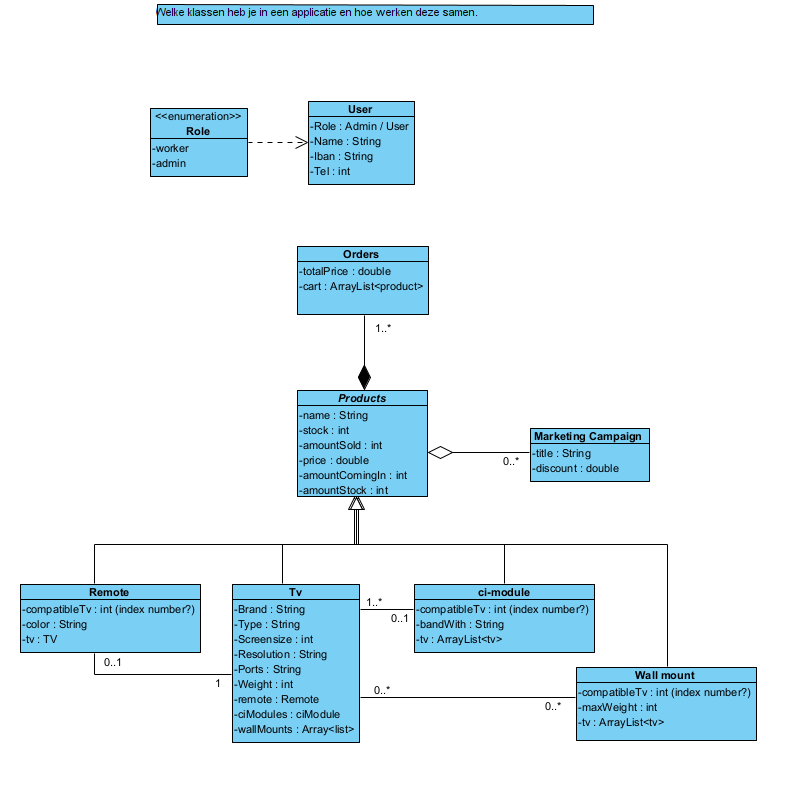 Welke klassen heb je in een applicatie en hoe werken deze samen.
<<enumeration>>
Role
-worker
-admin
User
-Role : Admin / User
-Name : String
-Iban : String
-Tel : int
Orders
-totalPrice : double
-cart : ArrayList<product>
1..*
Products
-name : String
-stock : int
-amountSold : int
-price : double
-amountComingIn : int
-amountStock : int
Marketing Campaign
-title : String
-discount : double
0..*
Remote
-compatibleTv : int (index number?)
-color : String
-tv : TV
0..1
1
Tv
-Brand : String
-Type : String
-Screensize : int
-Resolution : String
-Ports : String
-Weight : int
-remote : Remote
-ciModules : ciModule
-wallMounts : Array<list>
1..*
0..1
ci-module
-compatibleTv : int (index number?)
-bandWith : String
-tv : ArrayList<tv>
0..*
0..*
Wall mount
-compatibleTv : int (index number?)
-maxWeight : int
-tv : ArrayList<tv>